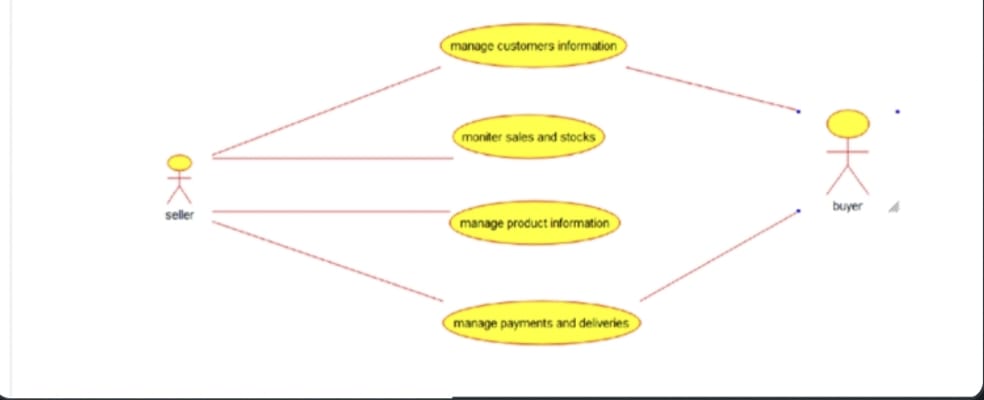 manage customers information
moniter sales and stocks
seller
buyer
manage product information
manage payments and deliveries